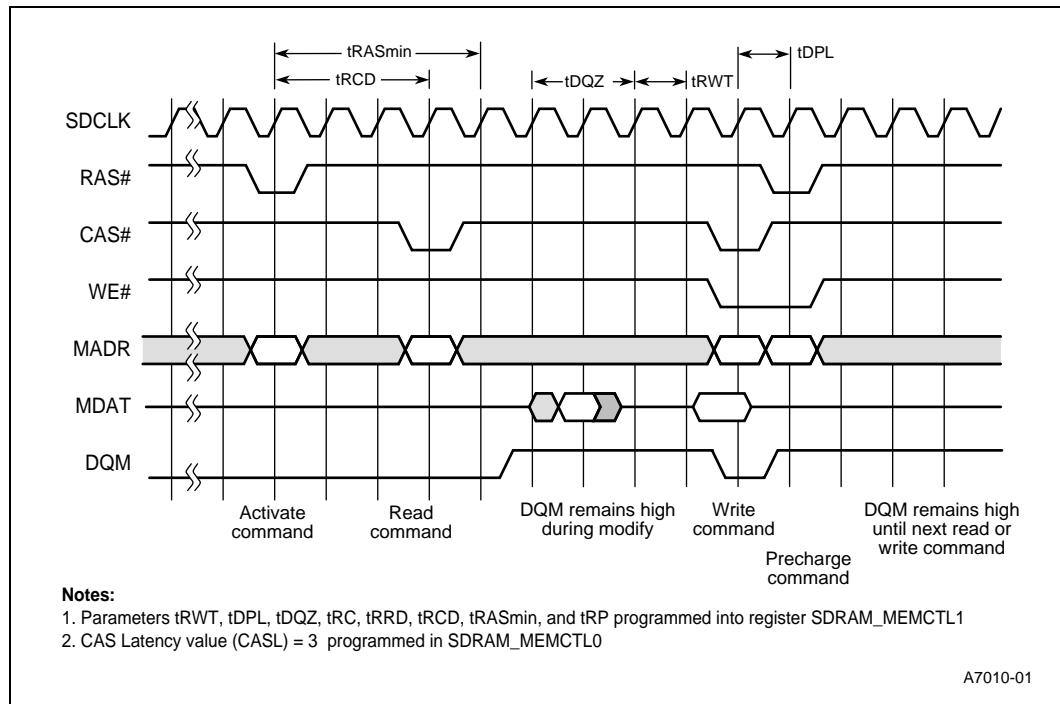 tRASmin
tDPL
tRCD
tDQZ
tRWT
SDCLK
RAS#
CAS#
WE#
MADR
MDAT
DQM
Activate
command
Read
command
DQM remains high
during modify
Write
command
Precharge
command
DQM remains high
until next read or
write command
Notes:
1. Parameters tRWT, tDPL, tDQZ, tRC, tRRD, tRCD, tRASmin, and tRP programmed into register SDRAM_MEMCTL1
2. CAS Latency value (CASL) = 3 programmed in SDRAM_MEMCTL0
A7010-01